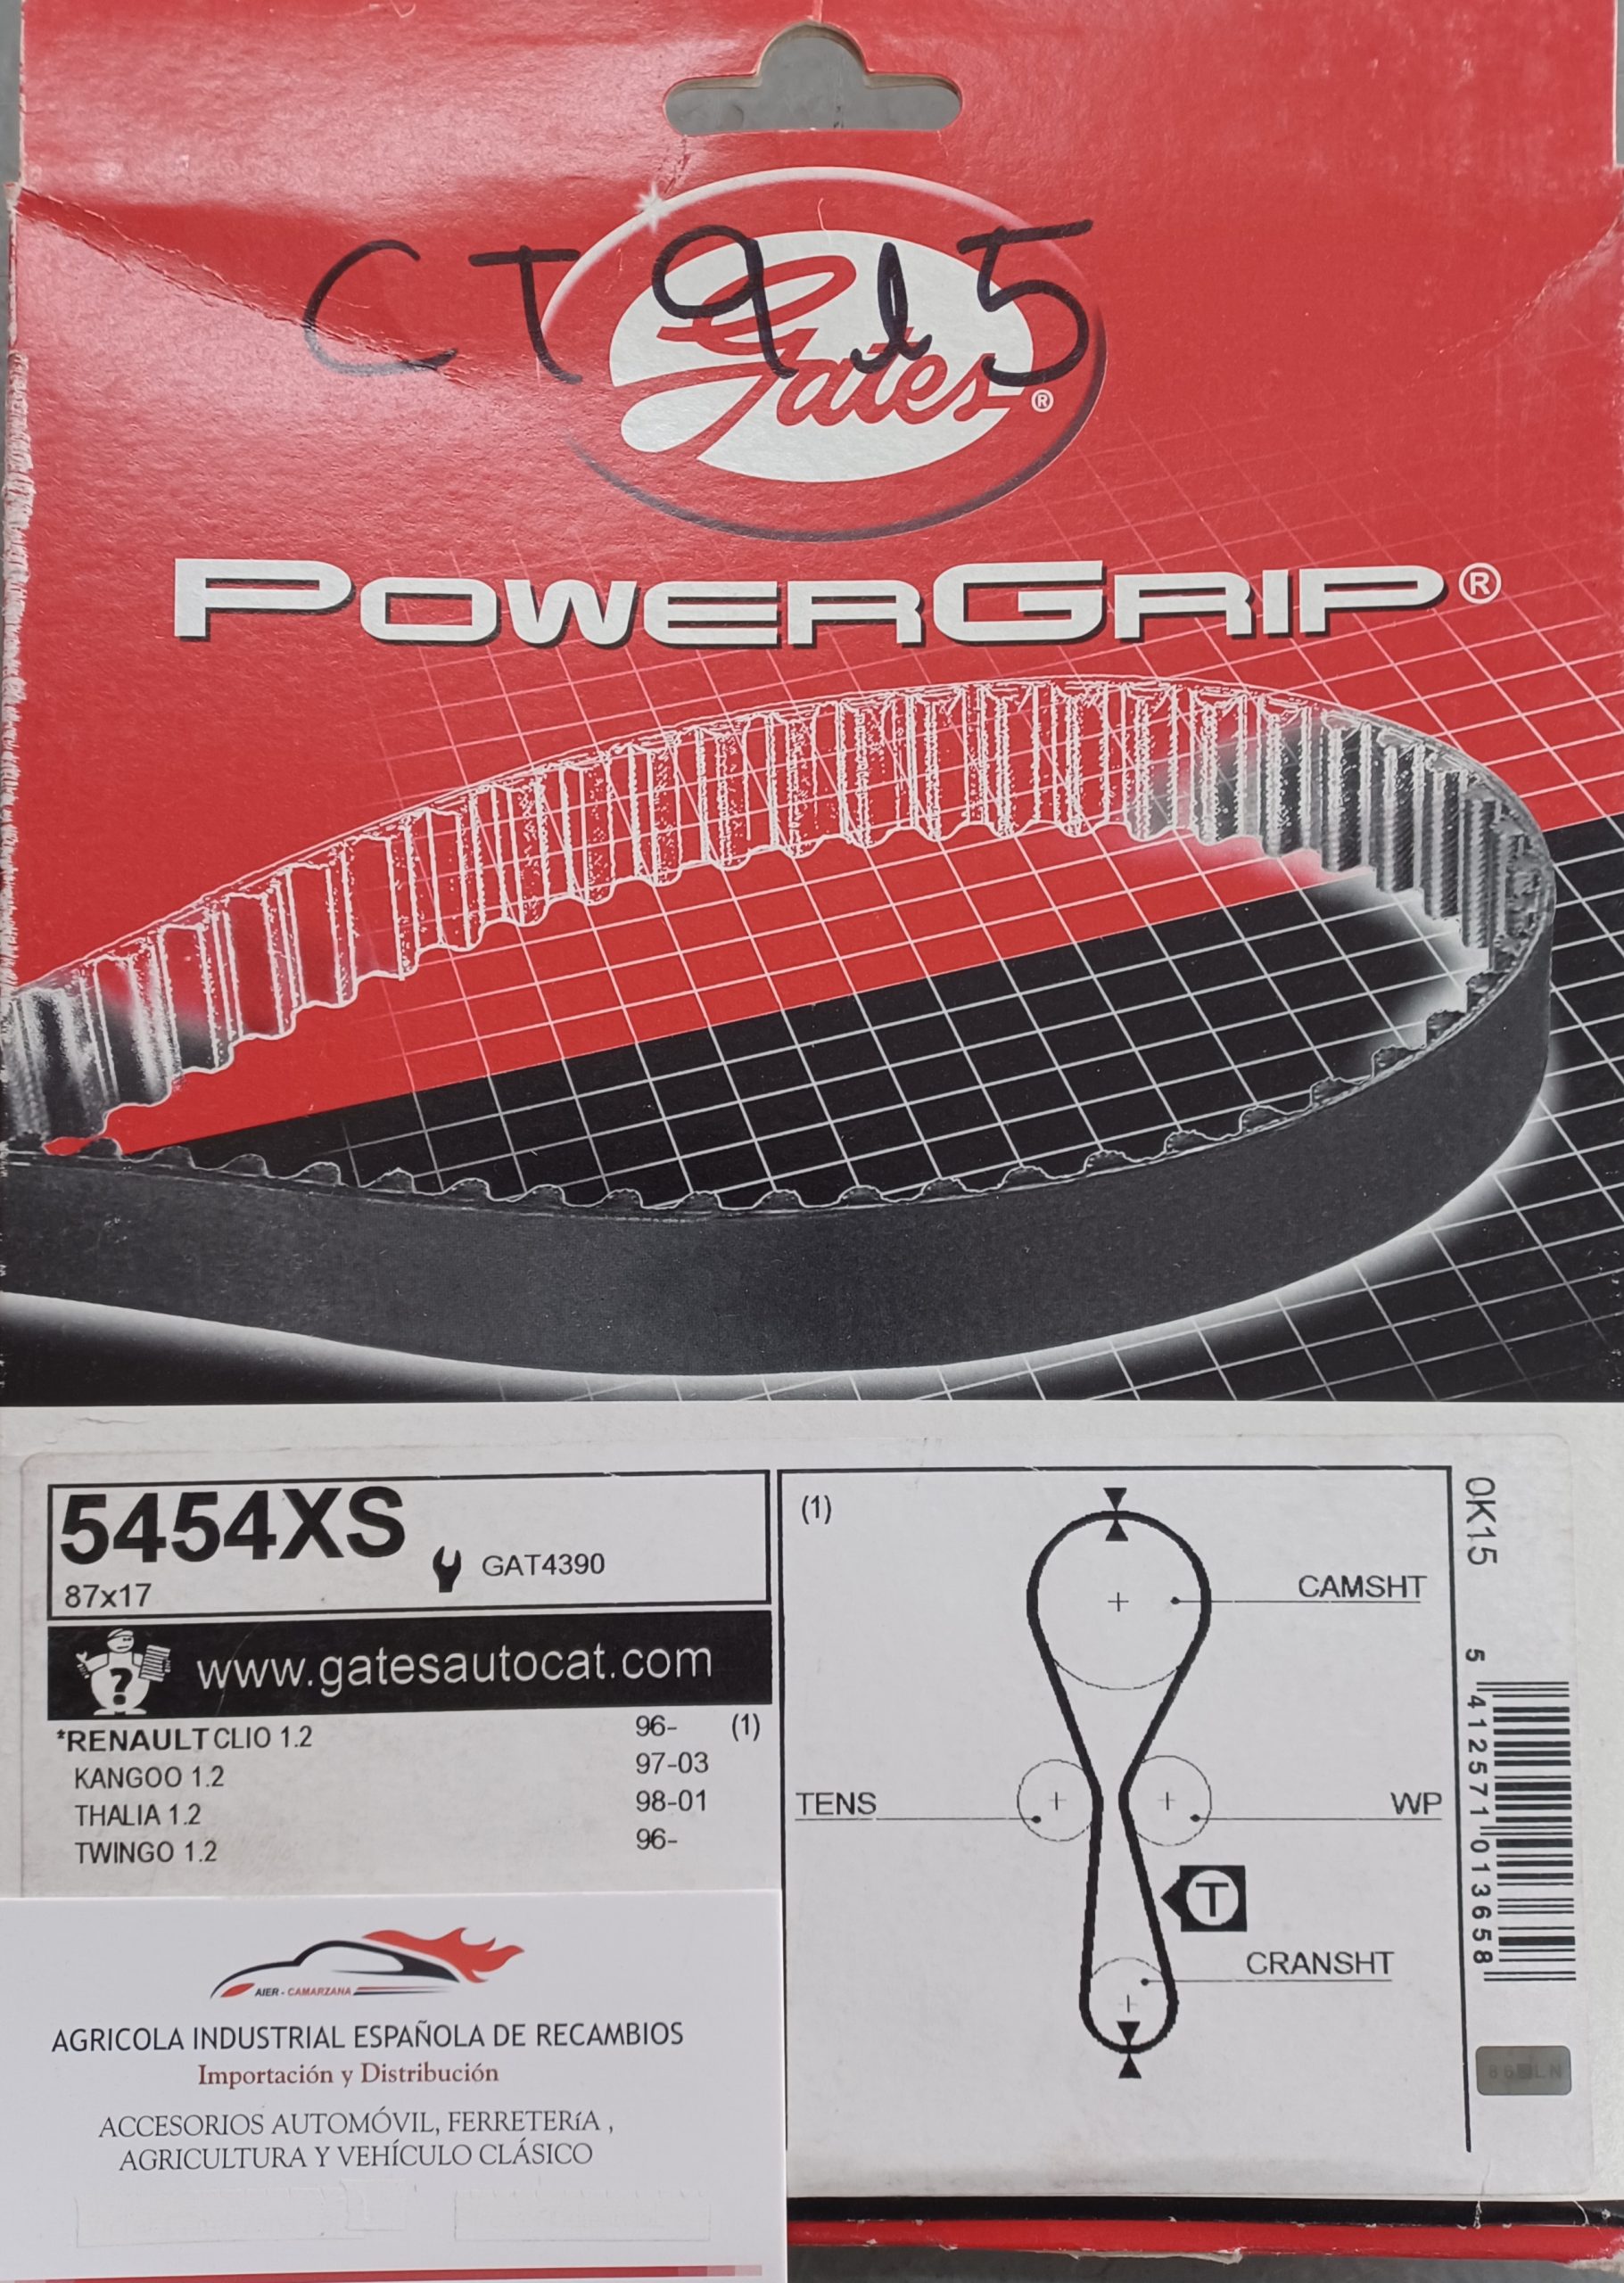 CT915
Gates®
POWERGRIP®
5454XS
87x17
GAT4390
www.gatesautocat.com
*RENAULT CLIO 1.2 96- (1)
KANGOO 1.2 97-03
THALIA 1.2 98-01
TWINGO 1.2 96-
(1)
CAMSHT
TENS
WP
T
CRANSHT
0K15
5 412571 013658
AIER - CAMARZANA
AGRICOLA INDUSTRIAL ESPAÑOLA DE RECAMBIOS
Importación y Distribución
ACCESORIOS AUTOMÓVIL, FERRETERíA ,
AGRICULTURA Y VEHÍCULO CLÁSICO